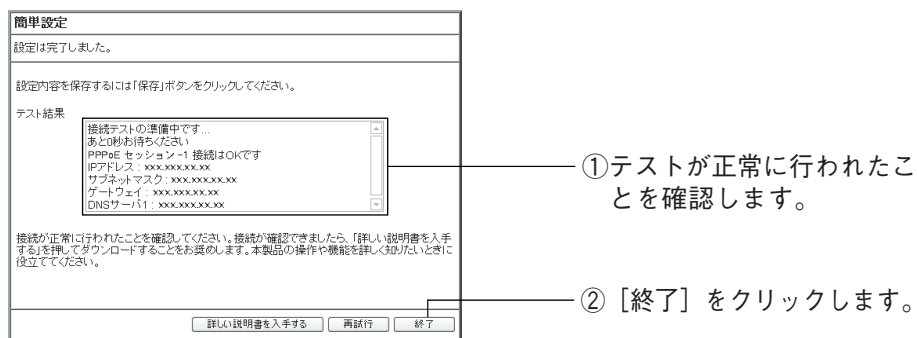 簡単設定
設定は完了しました。
設定内容を保存するには「保存」ボタンをクリックしてください。
テスト結果
接続テストの準備中です...
あと0秒お待ちください
PPPoE セッション-1 接続はOKです
IPアドレス : xxx.xxx.xx.xx
サブネットマスク : xxx.xxx.xxx.xx
ゲートウェイ : xxx.xxx.xx.xx
DNSサーバ1 : xxx.xxx.xx.xx
接続が正常に行われたことを確認してください。接続が確認できましたら、「詳しい説明書を入手
する」を押してダウンロードすることをお奨めします。本製品の操作や機能を詳しく知りたいときに
役立ててください。
詳しい説明書を入手する 再試行 終了
①テストが正常に行われたこ
とを確認します。
②［終了］をクリックします。